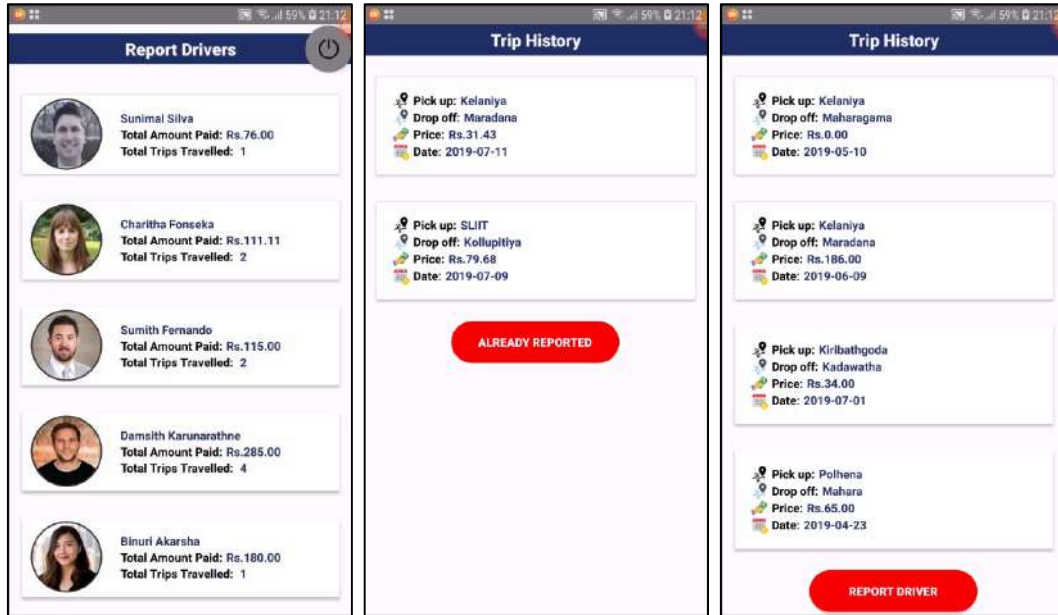 59% 21:12
Report Drivers
Sunimal Silva
Total Amount Paid: Rs.76.00
Total Trips Travelled: 1
Charitha Fonseka
Total Amount Paid: Rs.111.11
Total Trips Travelled: 2
Sumith Fernando
Total Amount Paid: Rs.115.00
Total Trips Travelled: 2
Damsith Karunarathne
Total Amount Paid: Rs.285.00
Total Trips Travelled: 4
Binuri Akarsha
Total Amount Paid: Rs.180.00
Total Trips Travelled: 1
59% 21:12
Trip History
Pick up: Kelaniya
Drop off: Maradana
Price: Rs.31.43
Date: 2019-07-11
Pick up: SLIIT
Drop off: Kollupitiya
Price: Rs.79.68
Date: 2019-07-09
ALREADY REPORTED
59% 21:12
Trip History
Pick up: Kelaniya
Drop off: Maharagama
Price: Rs.0.00
Date: 2019-05-10
Pick up: Kelaniya
Drop off: Maradana
Price: Rs.186.00
Date: 2019-06-09
Pick up: Kiribathgoda
Drop off: Kadawatha
Price: Rs.34.00
Date: 2019-07-01
Pick up: Polhena
Drop off: Mahara
Price: Rs.65.00
Date: 2019-04-23
REPORT DRIVER